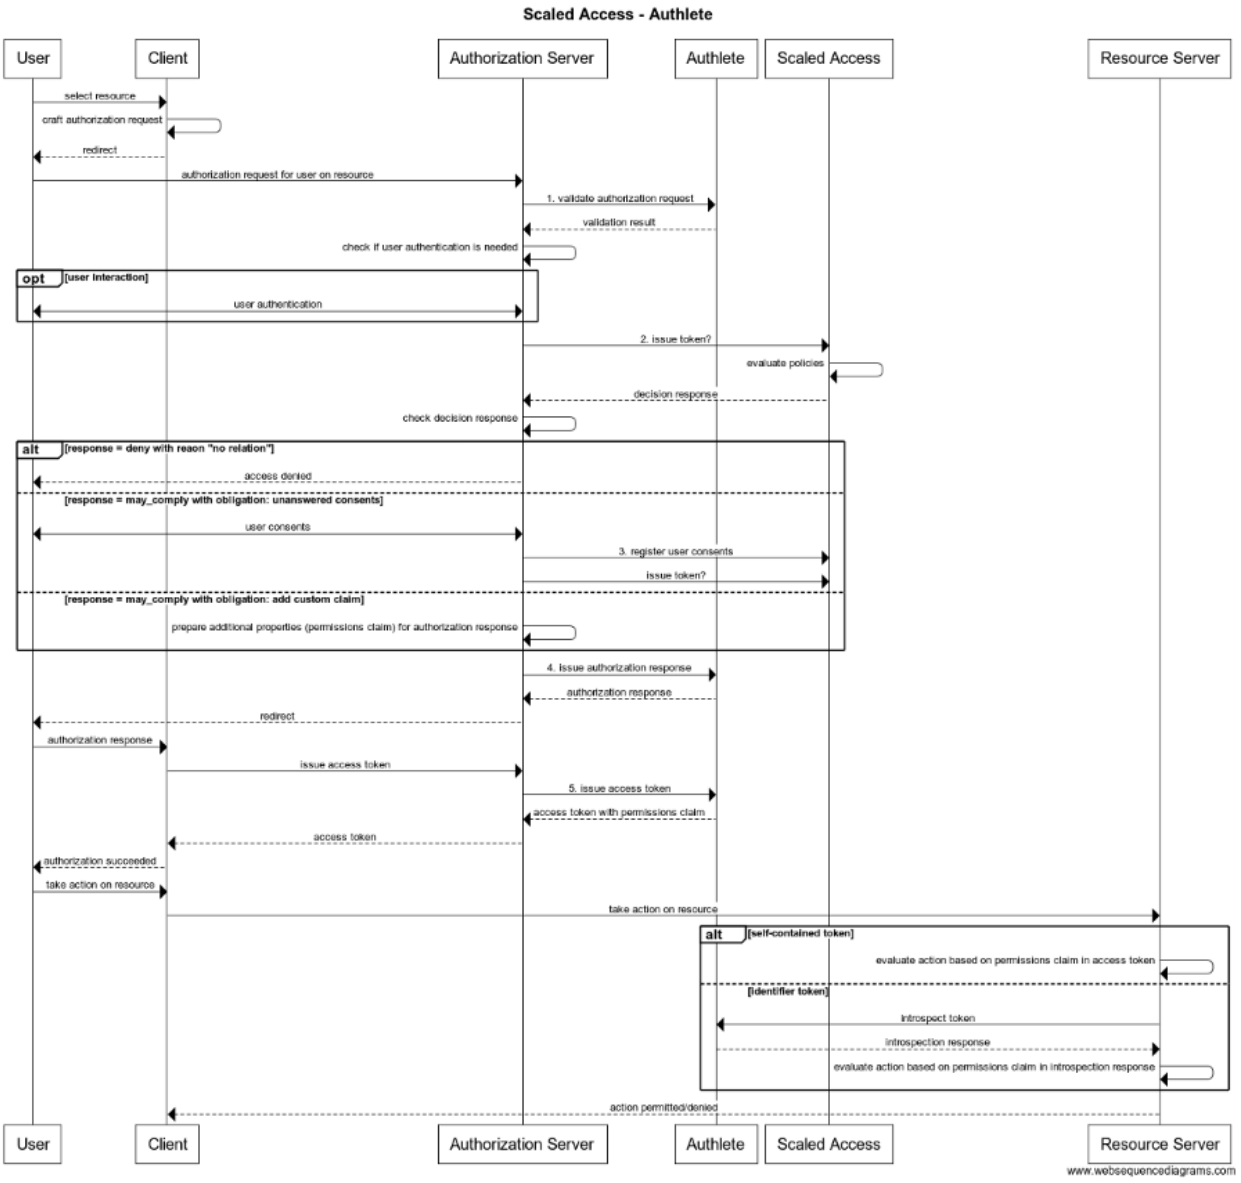 Scaled Access - Authlete
User Client Authorization Server Authlete Scaled Access Resource Server
select resource
craft authorization request
redirect
authorization request for user on resource
1. validate authorization request
validation result
check if user authentication is needed
opt [user interaction]
user authentication
2. issue token?
evaluate policies
decision response
check decision response
alt [response = deny with reaon "no relation"]
access denied
[response = may_comply with obligation: unanswered consents]
user consents
3. register user consents
issue token?
[response = may_comply with obligation: add custom claim]
prepare additional properties (permissions claim) for authorization response
4. issue authorization response
authorization response
redirect
authorization response
issue access token
5. issue access token
access token with permissions claim
access token
authorization succeeded
take action on resource
take action on resource
alt [self-contained token]
evaluate action based on permissions claim in access token
[identifier token]
introspect token
introspection response
evaluate action based on permissions claim in introspection response
action permitted/denied
User Client Authorization Server Authlete Scaled Access Resource Server
www.websequencediagrams.com